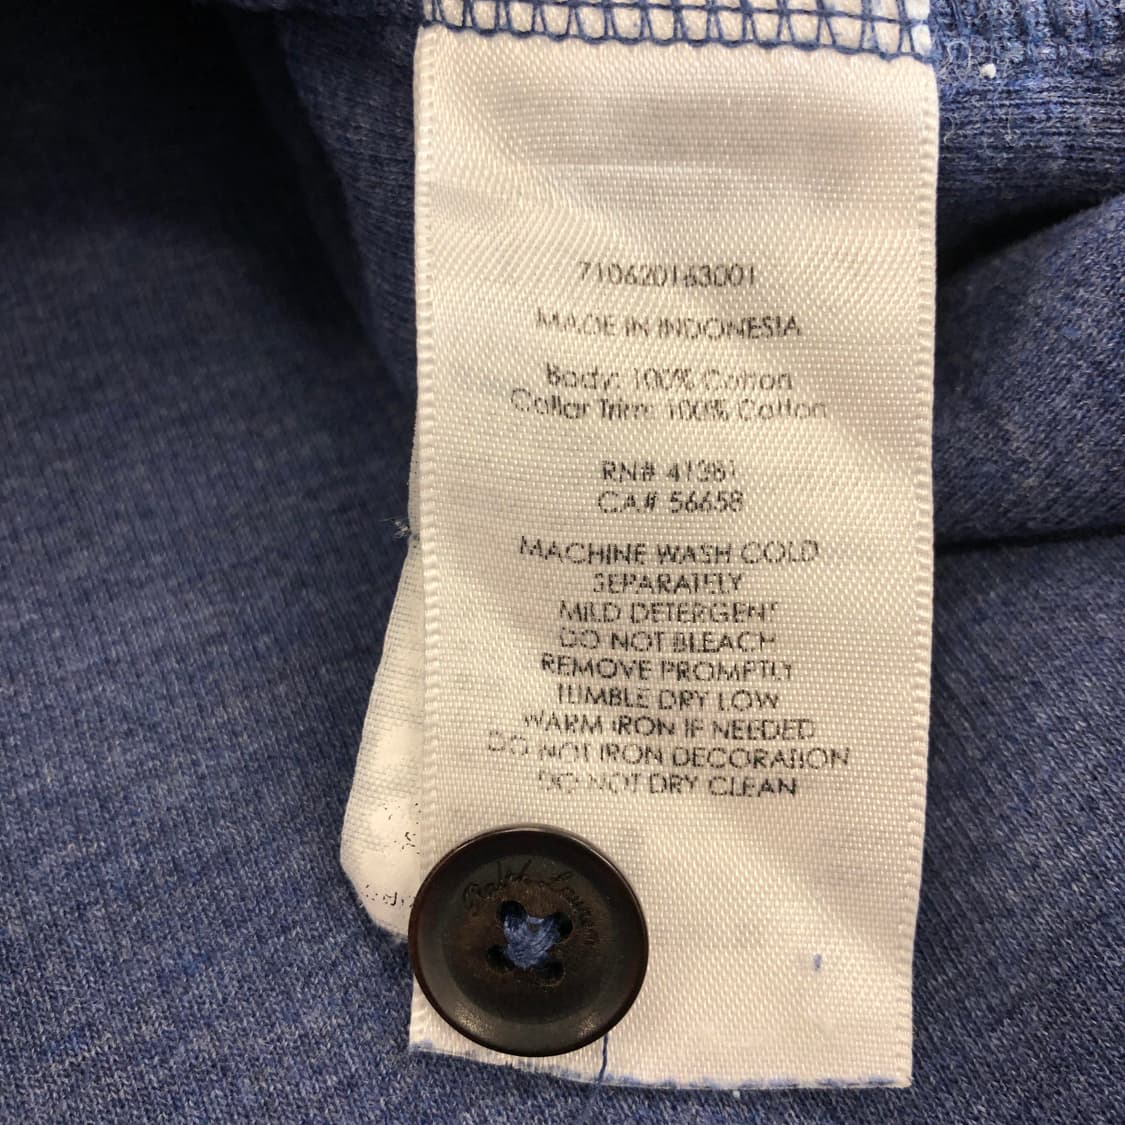 710620163001
MADE IN INDONESIA
Body: 100% Cotton
Collar Trim: 100% Cotton
RN# 41381
CA# 56658
MACHINE WASH COLD
SEPARATELY
MILD DETERGENT
DO NOT BLEACH
REMOVE PROMPTLY
TUMBLE DRY LOW
WARM IRON IF NEEDED
DO NOT IRON DECORATION
DO NOT DRY CLEAN
Ralph Lauren